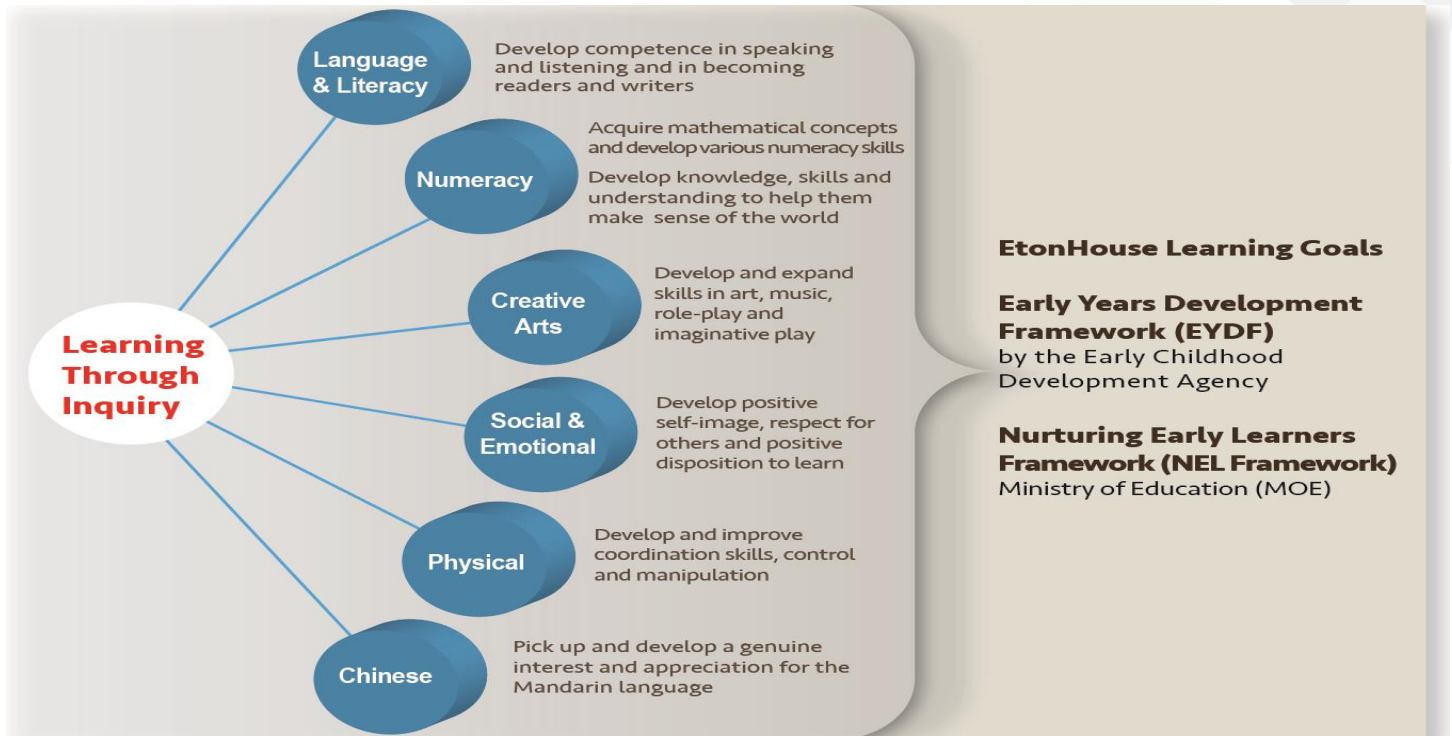 Learning
Through
Inquiry
Language
& Literacy
Develop competence in speaking
and listening and in becoming
readers and writers
Numeracy
Acquire mathematical concepts
and develop various numeracy skills
Develop knowledge, skills and
understanding to help them
make sense of the world
Creative
Arts
Develop and expand
skills in art, music,
role-play and
imaginative play
Social &
Emotional
Develop positive
self-image, respect for
others and positive
disposition to learn
Physical
Develop and improve
coordination skills, control
and manipulation
Chinese
Pick up and develop a genuine
interest and appreciation for the
Mandarin language
EtonHouse Learning Goals
Early Years Development
Framework (EYDF)
by the Early Childhood
Development Agency
Nurturing Early Learners
Framework (NEL Framework)
Ministry of Education (MOE)